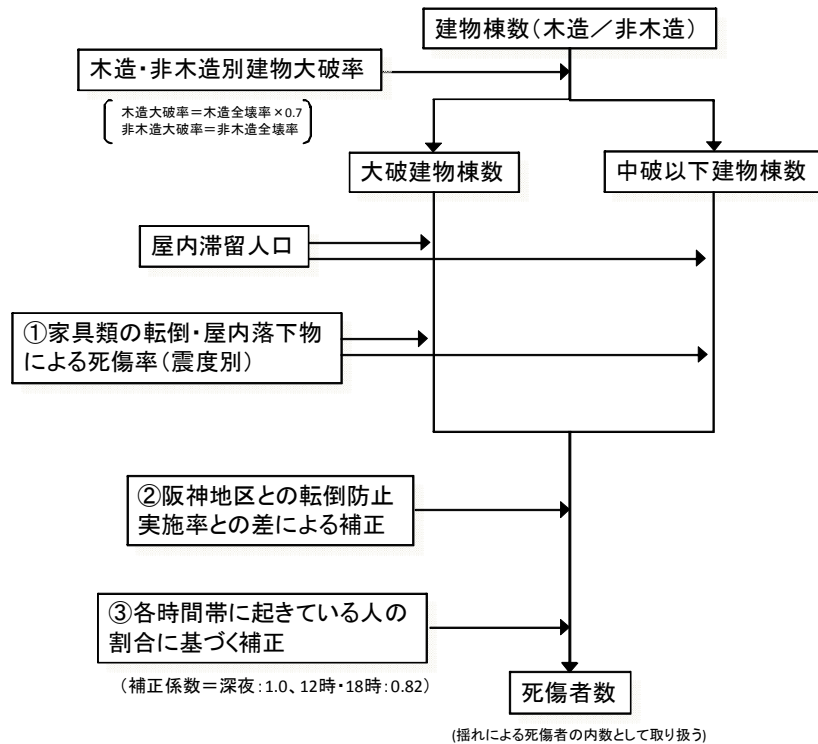 建物棟数（木造／非木造）
木造・非木造別建物大破率
木造大破率＝木造全壊率×0.7
非木造大破率＝非木造全壊率
大破建物棟数
中破以下建物棟数
屋内滞留人口
①家具類の転倒・屋内落下物
による死傷率（震度別）
②阪神地区との転倒防止
実施率との差による補正
③各時間帯に起きている人の
割合に基づく補正
（補正係数＝深夜：1.0、12時・18時：0.82）
死傷者数
(揺れによる死傷者の内数として取り扱う)